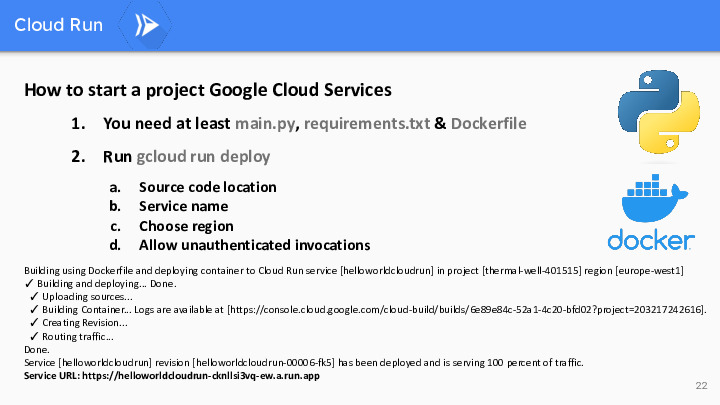 Cloud Run
How to start a project Google Cloud Services
1. You need at least main.py, requirements.txt & Dockerfile
2. Run gcloud run deploy
a. Source code location
b. Service name
c. Choose region
d. Allow unauthenticated invocations
docker
Building using Dockerfile and deploying container to Cloud Run service [helloworldcloudrun] in project [thermal-well-401515] region [europe-west1]
✓ Building and deploying... Done.
✓ Uploading sources...
✓ Building Container... Logs are available at [https://console.cloud.google.com/cloud-build/builds/6e89e84c-52a1-4c20-bfd02?project=203217242616].
✓ Creating Revision...
✓ Routing traffic...
Done.
Service [helloworldcloudrun] revision [helloworldcloudrun-00006-fk5] has been deployed and is serving 100 percent of traffic.
Service URL: https://helloworldcloudrun-cknllsi3vq-ew.a.run.app
22